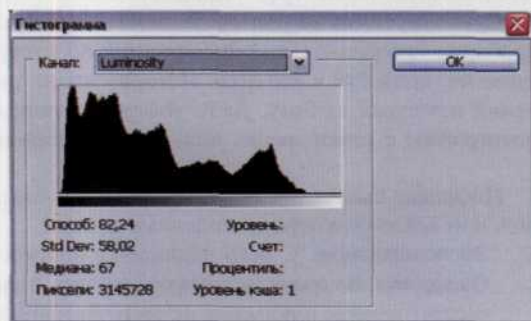 Гистограмма
Канал: Luminosity OK
Способ: 82,24 Уровень:
Std Dev: 58,02 Счет:
Медиана: 67 Процентиль:
Пиксели: 3145728 Уровень кэша: 1